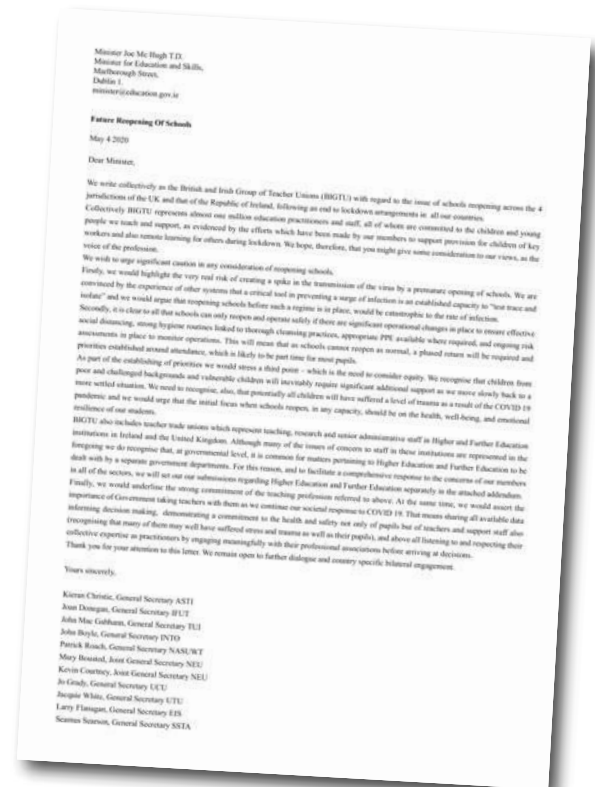 Minister Joe Mc Hugh T.D.
Minister for Education and Skills,
Marlborough Street,
Dublin 1.
minister@education.gov.ie
Future Reopening Of Schools
May 4 2020
Dear Minister,
We write collectively as the British and Irish Group of Teacher Unions (BIGTU) with regard to the issue of schools reopening across the 4
jurisdictions of the UK and that of the Republic of Ireland, following an end to lockdown arrangements in all our countries.
Collectively BIGTU represents almost one million education practitioners and staff, all of whom are committed to the children and young
people we teach and support, as evidenced by the efforts which have been made by our members to support provision for children of key
workers and also remote learning for others during lockdown. We hope, therefore, that you might give some consideration to our views, as the
voice of the profession.
We wish to urge significant caution in any consideration of reopening schools.
Firstly, we would highlight the very real risk of creating a spike in the transmission of the virus by a premature opening of schools. We are
convinced by the experience of other systems that a critical tool in preventing a surge of infection is an established capacity to "test trace and
isolate" and we would argue that reopening schools before such a regime is in place, would be catastrophic to the rate of infection.
Secondly, it is clear to all that schools can only reopen and operate safely if there are significant operational changes in place to ensure effective
social distancing, strong hygiene routines linked to thorough cleansing practices, appropriate PPE available where required, and ongoing risk
assessments in place to monitor operations. This will mean that as schools cannot reopen as normal, a phased return will be required and
priorities established around attendance, which is likely to be part time for most pupils.
As part of the establishing of priorities we would stress a third point – which is the need to consider equity. We recognise that children from
poor and challenged backgrounds and vulnerable children will inevitably require significant additional support as we move slowly back to a
more settled situation. We need to recognise, also, that potentially all children will have suffered a level of trauma as a result of the COVID 19
pandemic and we would urge that the initial focus when schools reopen, in any capacity, should be on the health, well-being, and emotional
resilience of our students.
BIGTU also includes teacher trade unions which represent teaching, research and senior administrative staff in Higher and Further Education
institutions in Ireland and the United Kingdom. Although many of the issues of concern to staff in these institutions are represented in the
foregoing we do recognise that, at governmental level, it is common for matters pertaining to Higher Education and Further Education to be
dealt with by a separate government departments. For this reason, and to facilitate a comprehensive response to the concerns of our members
in all of the sectors, we will set out our submissions regarding Higher Education and Further Education separately in the attached addendum.
Finally, we would underline the strong commitment of the teaching profession referred to above. At the same time, we would assert the
importance of Government taking teachers with them as we continue our societal response to COVID 19. That means sharing all available data
informing decision making, demonstrating a commitment to the health and safety not only of pupils but of teachers and support staff also
(recognising that many of them may well have suffered stress and trauma as well as their pupils), and above all listening to and respecting their
collective expertise as practitioners by engaging meaningfully with their professional associations before arriving at decisions.
Thank you for your attention to this letter. We remain open to further dialogue and country specific bilateral engagement.
Yours sincerely,
Kieran Christie, General Secretary ASTI
Joan Donegan, General Secretary IFUT
John Mac Gabhann, General Secretary TUI
John Boyle, General Secretary INTO
Patrick Roach, General Secretary NASUWT
Mary Bousted, Joint General Secretary NEU
Kevin Courtney, Joint General Secretary NEU
Jo Grady, General Secretary UCU
Jacquie White, General Secretary UTU
Larry Flanagan, General Secretary EIS
Seamus Searson, General Secretary SSTA